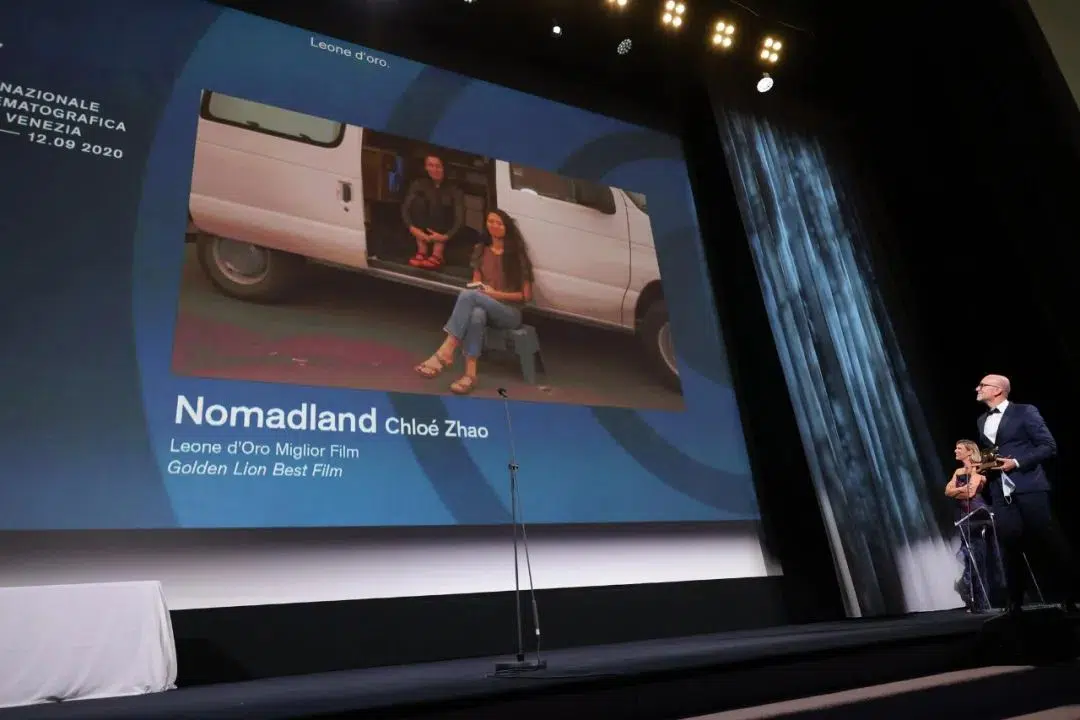 NAZIONALE
EMATOGRAFICA
VENEZIA
— 12.09 2020
Leone d'oro.
Nomadland Chloé Zhao
Leone d'Oro Miglior Film
Golden Lion Best Film